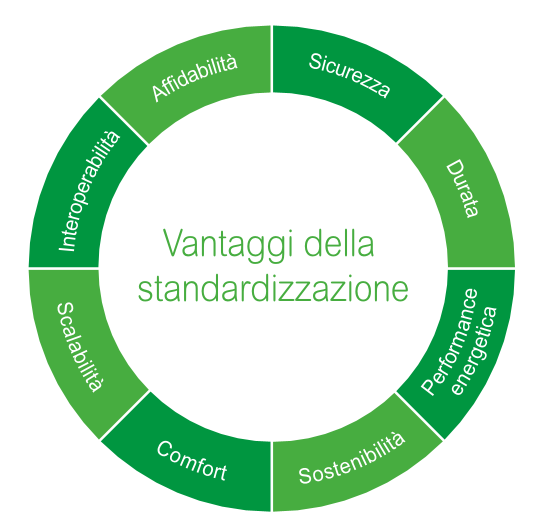 Vantaggi della
standardizzazione
Sicurezza
Durata
Performance
energetica
Sostenibilità
Comfort
Scalabilità
Interoperabilità
Affidabilità